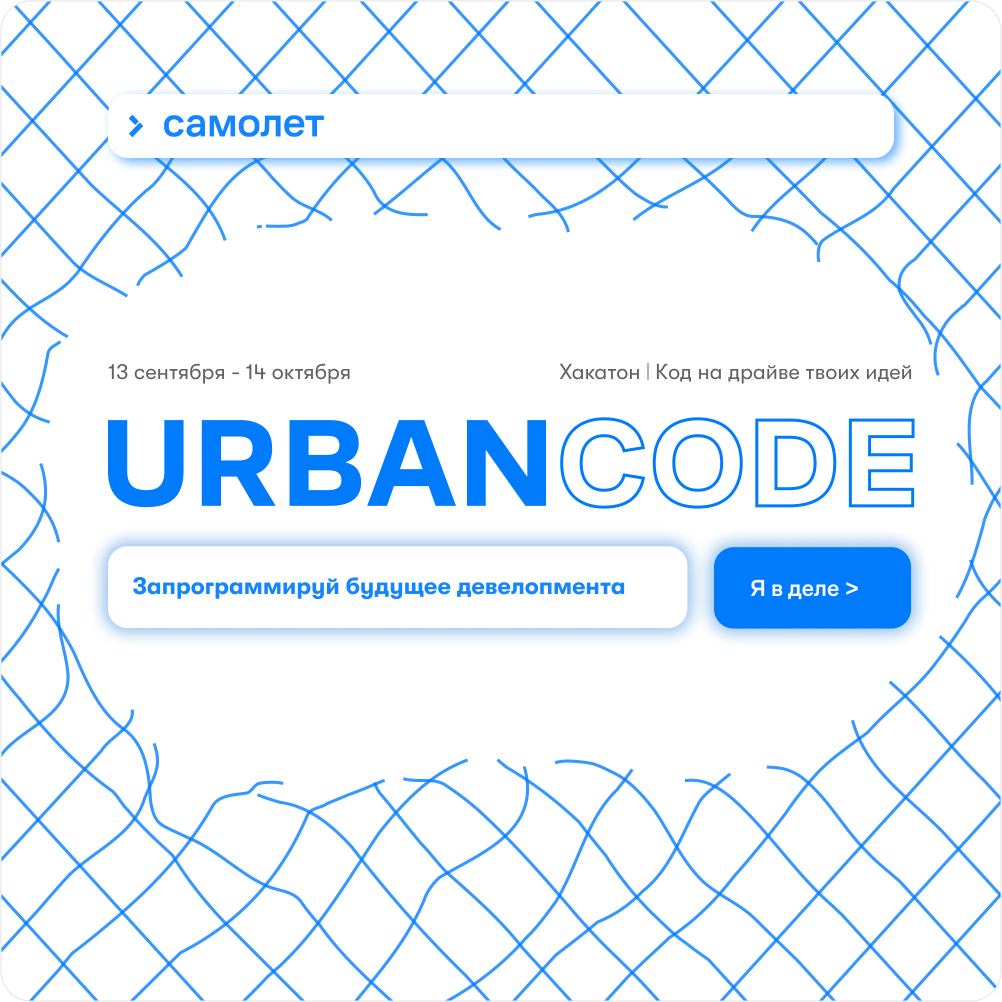 > самолет
13 сентября - 14 октября
Хакатон | Код на драйве твоих идей
URBANCODE
Запрограммируй будущее девелопмента
Я в деле >